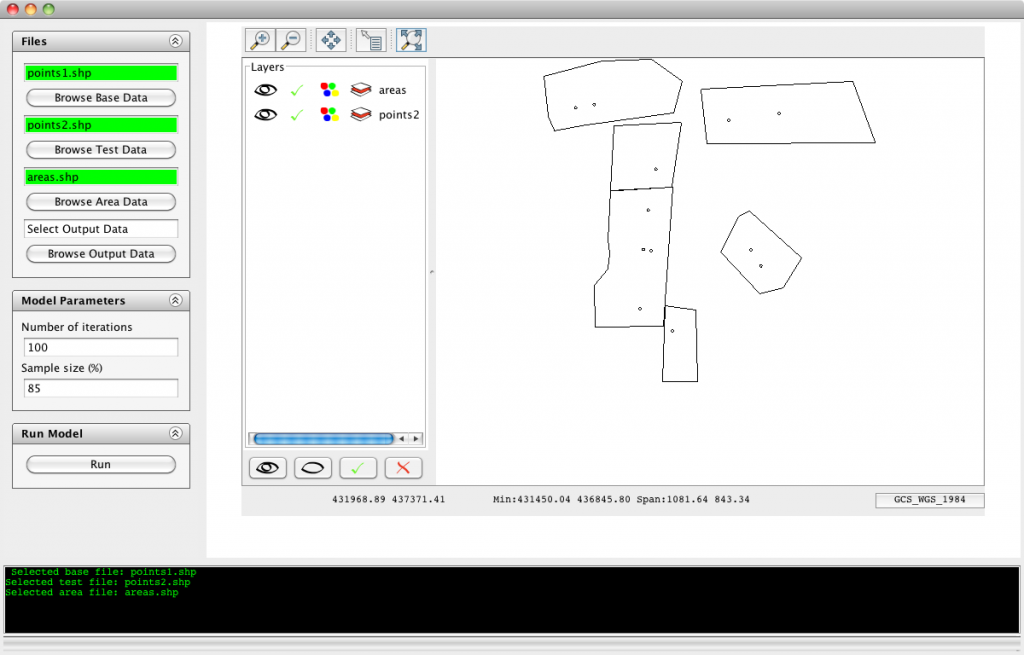 Files
points1.shp
Browse Base Data
points2.shp
Browse Test Data
areas.shp
Browse Area Data
Select Output Data
Browse Output Data
Model Parameters
Number of iterations
100
Sample size (%)
85
Run Model
Run
Layers
areas
points2
431968.89 437371.41
Min:431450.04 436845.80 Span:1081.64 843.34
GCS_WGS_1984
Selected base file: points1.shp
Selected test file: points2.shp
Selected area file: areas.shp